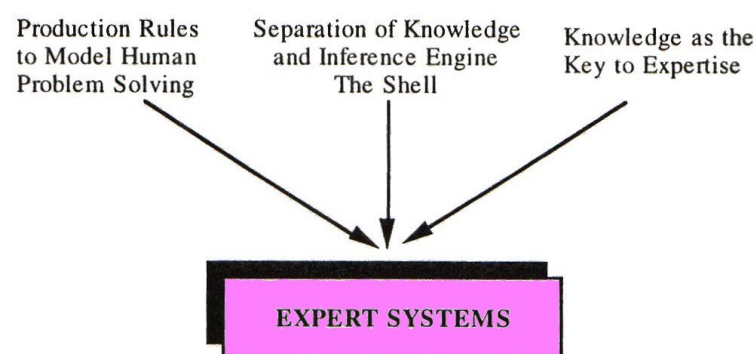 Production Rules
to Model Human
Problem Solving
Separation of Knowledge
and Inference Engine
The Shell
Knowledge as the
Key to Expertise
EXPERT SYSTEMS